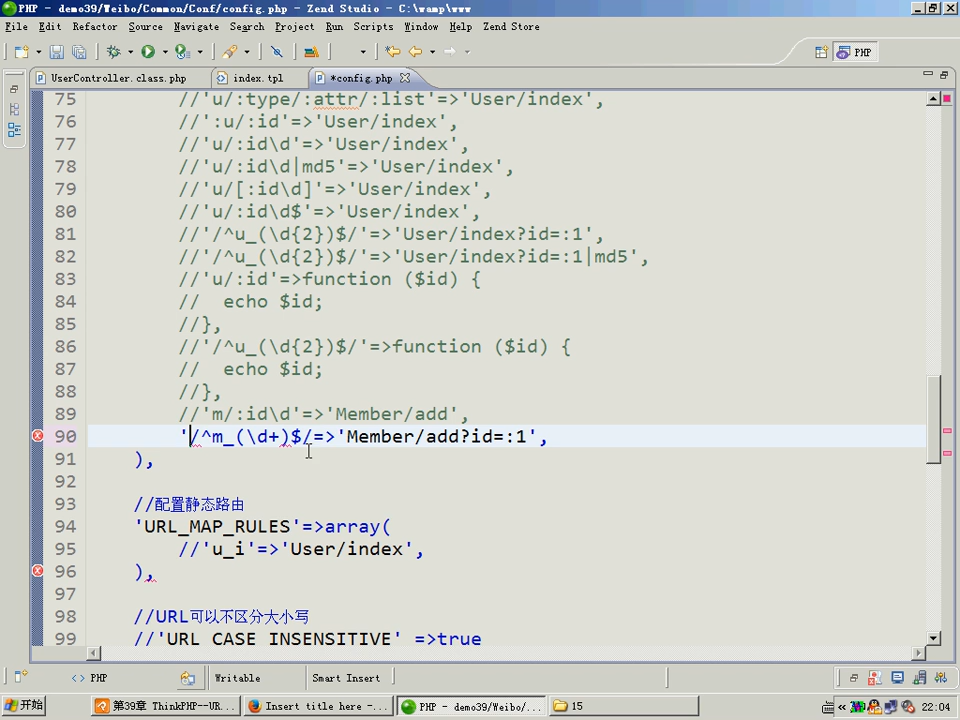 PHP - demo39/Weibo/Common/Conf/config.php - Zend Studio - C:\wamp\www
File Edit Refactor Source Navigate Search Project Run Scripts Window Help Zend Store
PHP
UserController.class.php index.tpl *config.php
75 //'u/:type/:attr/:list'=>'User/index',
76 //':u/:id'=>'User/index',
77 //'u/:id\d'=>'User/index',
78 //'u/:id\d|md5'=>'User/index',
79 //'u/[:id\d]'=>'User/index',
80 //'u/:id\d$'=>'User/index',
81 //'/^u_(\d{2})$/'=>'User/index?id=:1',
82 //'/^u_(\d{2})$/'=>'User/index?id=:1|md5',
83 //'u/:id'=>function ($id) {
84 // echo $id;
85 //},
86 //'/^u_(\d{2})$/'=>function ($id) {
87 // echo $id;
88 //},
89 //'m/:id\d'=>'Member/add',
90 '/^m_(\d+)$/=>'Member/add?id=:1',
91 ),
92
93 //配置静态路由
94 'URL_MAP_RULES'=>array(
95 //'u_i'=>'User/index',
96 ),
97
98 //URL可以不区分大小写
99 //'URL_CASE_INSENSITIVE' =>true
<> PHP Writable Smart Insert
开始 第39章 ThinkPHP--UR... Insert title here -... PHP - demo39/Weibo/... 15 « 22:04